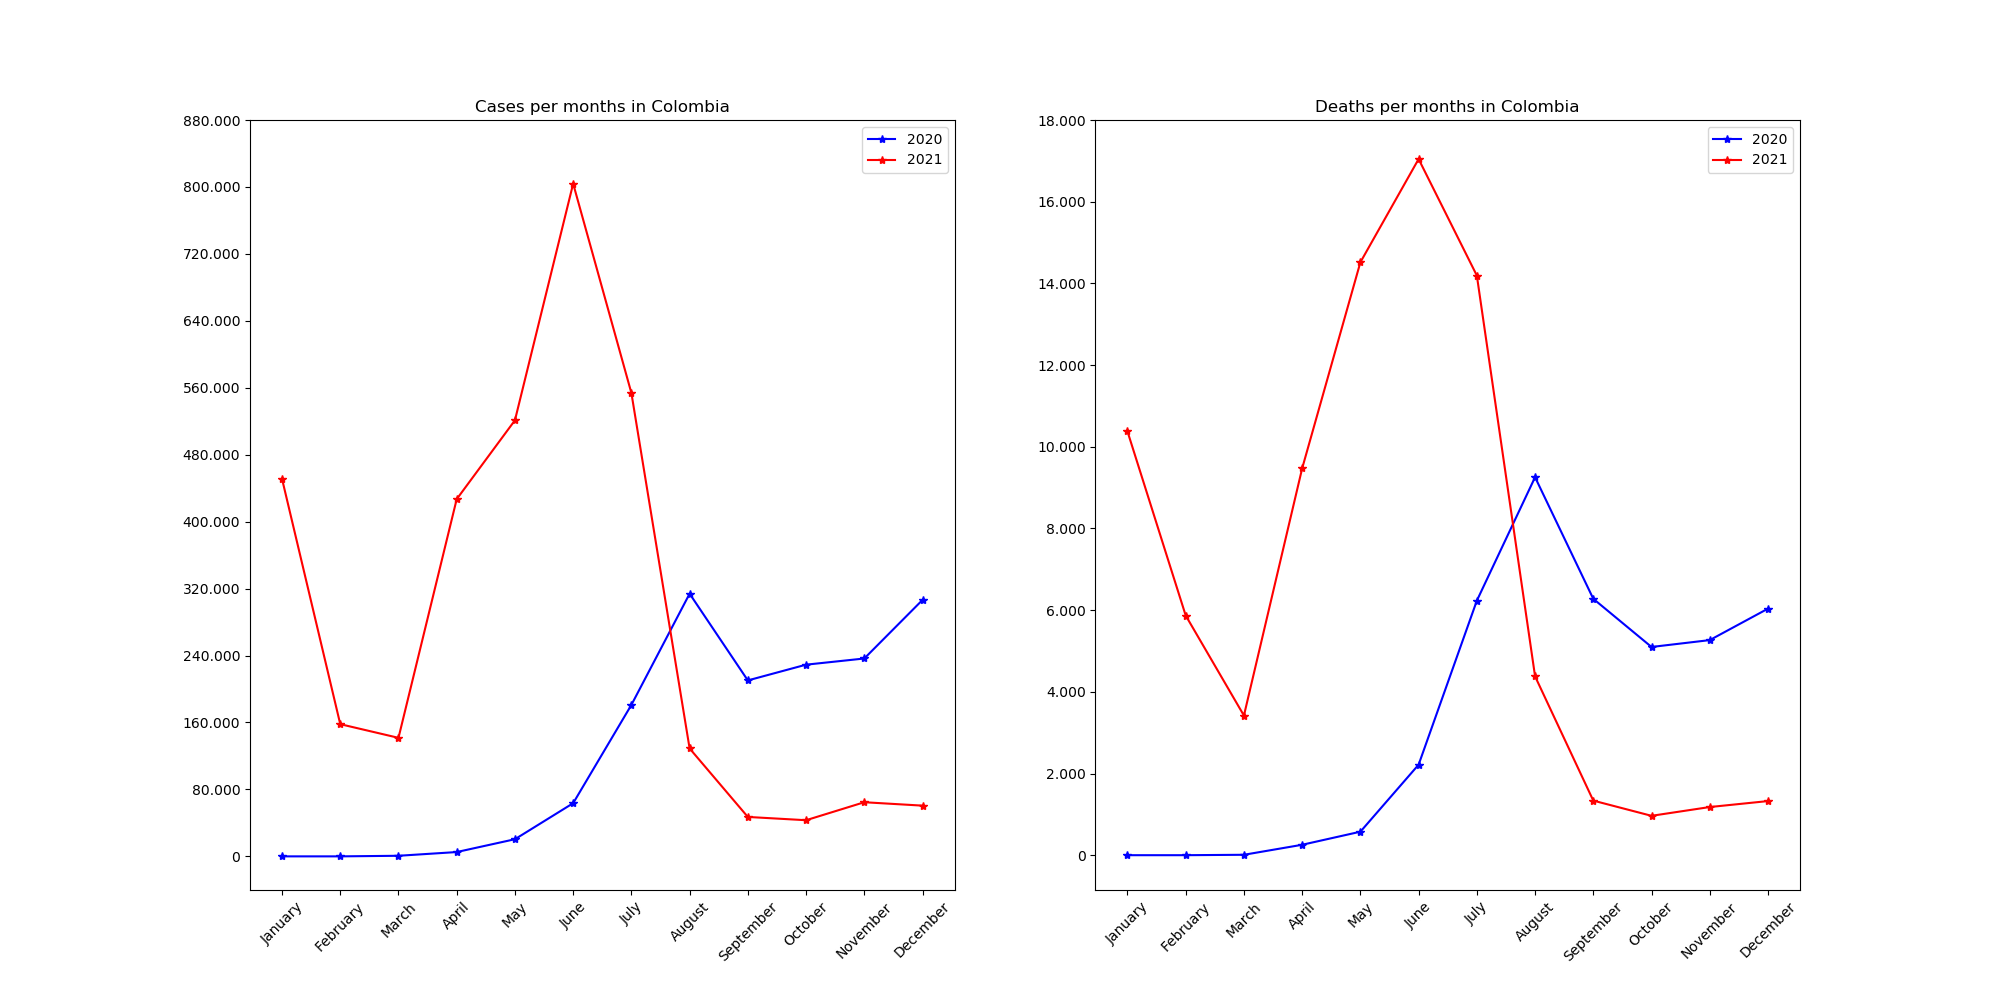 Cases per months in Colombia
880.000
800.000
720.000
640.000
560.000
480.000
400.000
320.000
240.000
160.000
80.000
0
2020
2021
January
February
March
April
May
June
July
August
September
October
November
December
Deaths per months in Colombia
18.000
16.000
14.000
12.000
10.000
8.000
6.000
4.000
2.000
0
2020
2021
January
February
March
April
May
June
July
August
September
October
November
December